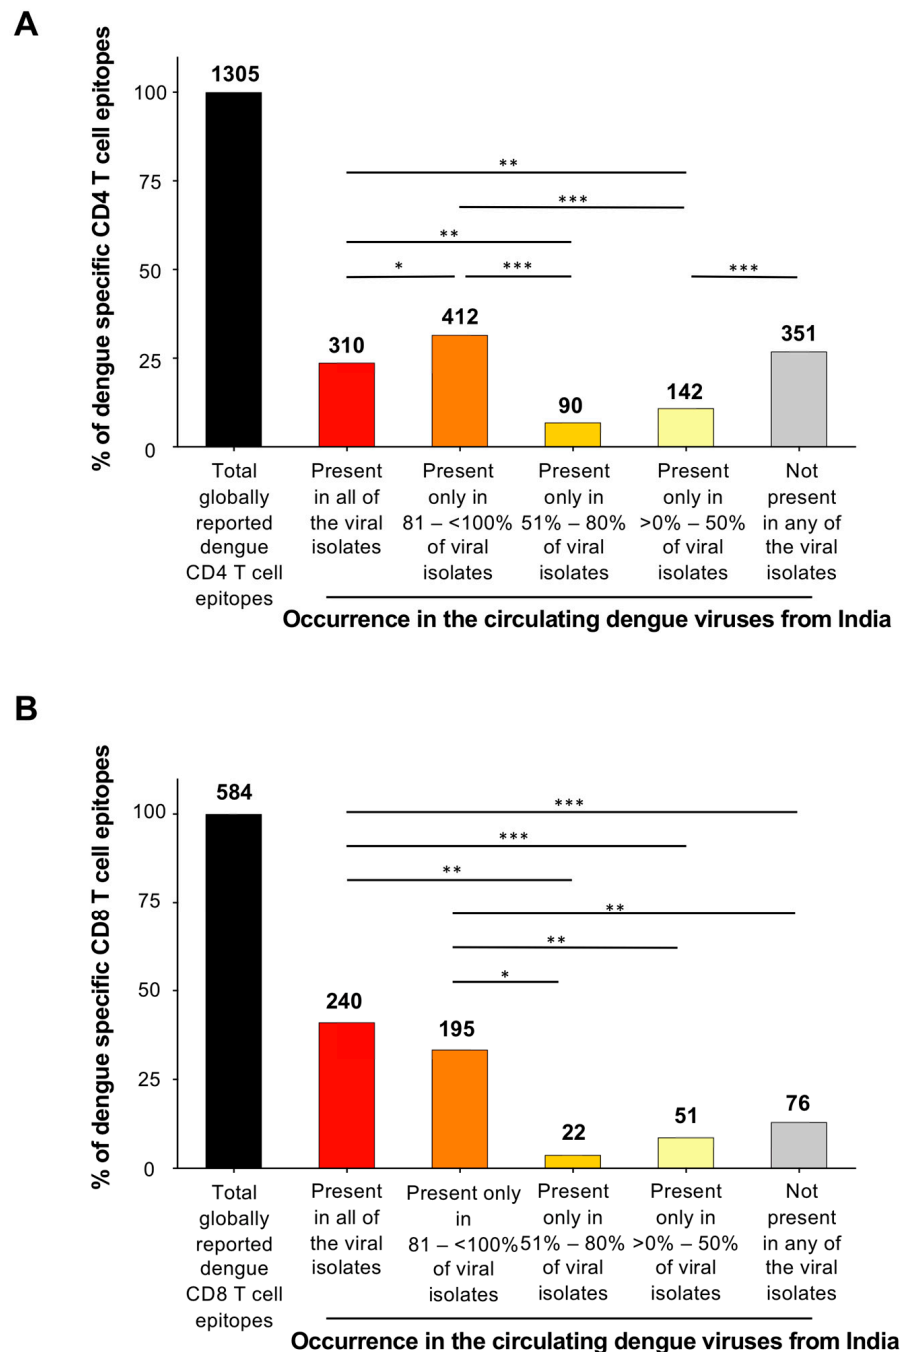 A
% of dengue specific CD4 T cell epitopes
100
75
50
25
0
1305
310
412
90
142
351
**
***
**
*
***
***
Total
globally
reported
dengue
CD4 T cell
epitopes
Present
in all of
the viral
isolates
Present
only in
81 – <100%
of viral
isolates
Present
only in
51% – 80%
of viral
isolates
Present
only in
>0% – 50%
of viral
isolates
Not
present
in any of
the viral
isolates
Occurrence in the circulating dengue viruses from India
B
% of dengue specific CD8 T cell epitopes
100
75
50
25
0
584
240
195
22
51
76
***
***
**
**
**
*
Total
globally
reported
dengue
CD8 T cell
epitopes
Present
in all of
the viral
isolates
Present only
in
81 – <100%
of viral
isolates
Present
only in
51% – 80%
of viral
isolates
Present
only in
>0% – 50%
of viral
isolates
Not
present
in any of
the viral
isolates
Occurrence in the circulating dengue viruses from India